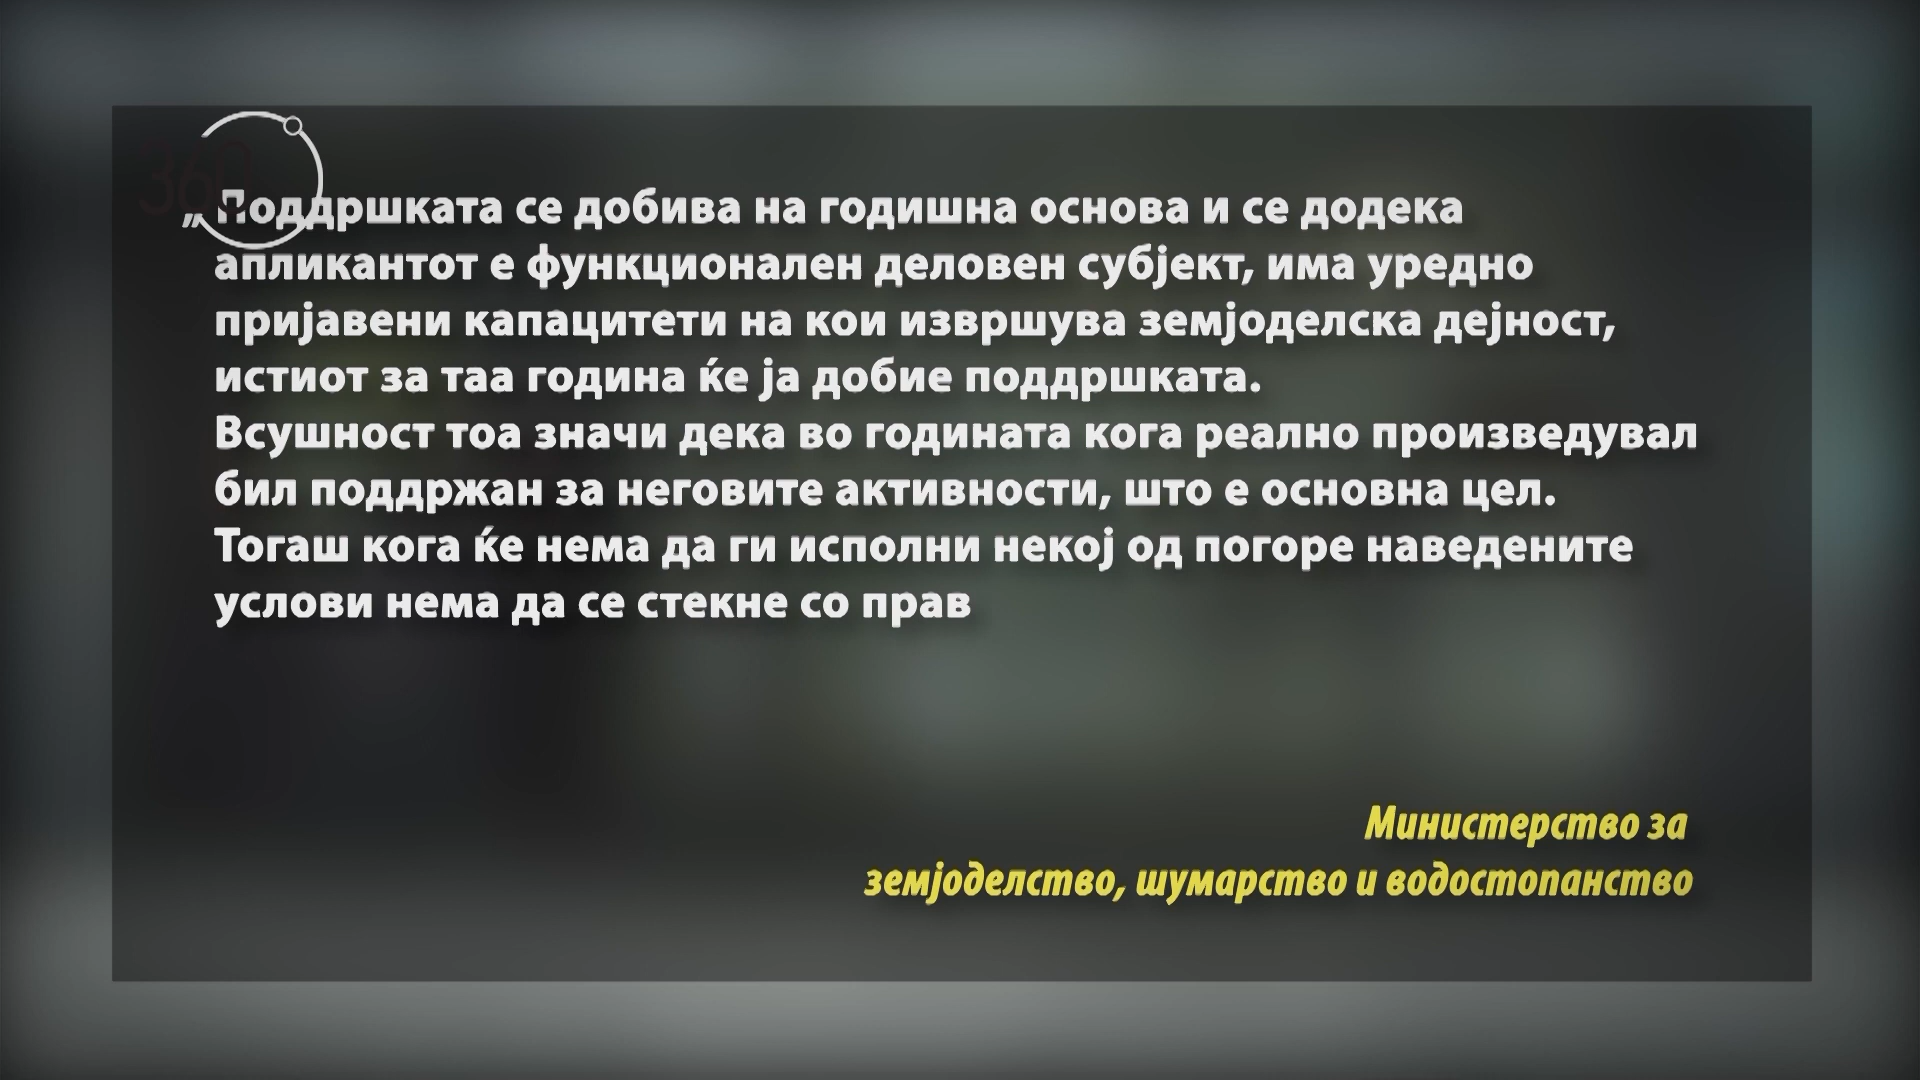 360
„Поддршката се добива на годишна основа и се додека
апликантот е функционален деловен субјект, има уредно
пријавени капацитети на кои извршува земјоделска дејност,
истиот за таа година ќе ја добие поддршката.
Всушност тоа значи дека во годината кога реално произведувал
бил поддржан за неговите активности, што е основна цел.
Тогаш кога ќе нема да ги исполни некој од погоре наведените
услови нема да се стекне со прав
Министерство за
земјоделство, шумарство и водостопанство